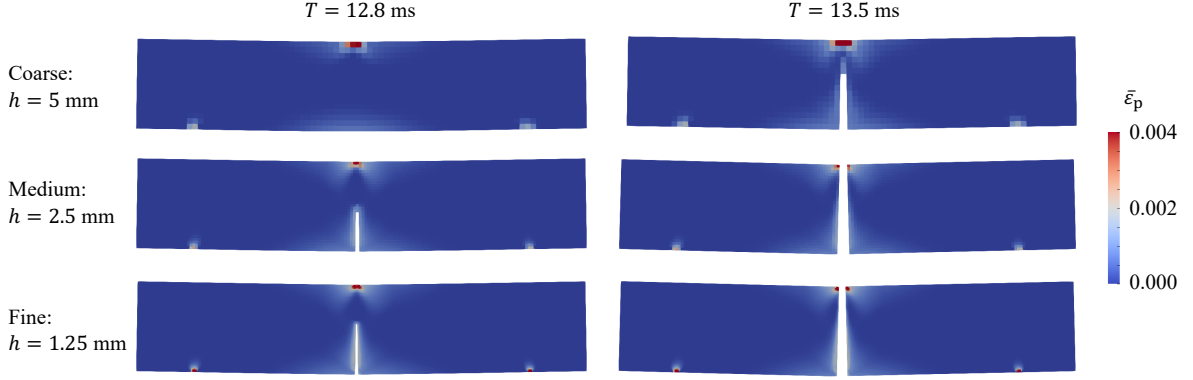 T = 12.8 ms
T = 13.5 ms
Coarse:
h = 5 mm
Medium:
h = 2.5 mm
Fine:
h = 1.25 mm
ε̄ₚ
0.004
0.002
0.000